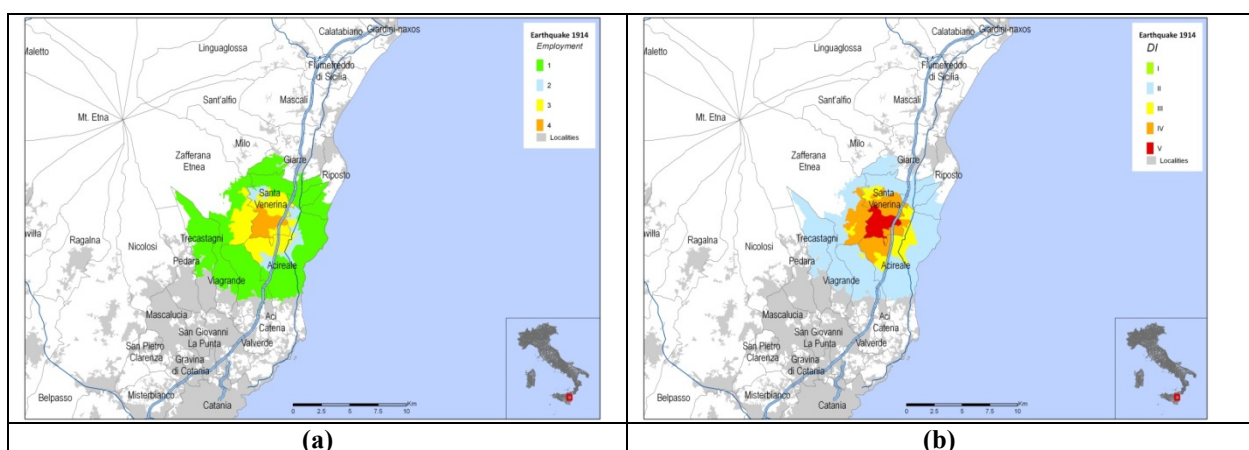 Calatabiano
Giardini-naxos
Earthquake 1914
Employment
1
2
3
4
Localities
Maletto
Linguaglossa
Fiumefreddo
di Sicilia
Sant'alfio
Mascali
Mt. Etna
Milo
Zafferana
Etnea
Giarre
Riposto
Santa
Venerina
Ragalna
Nicolosi
Trecastagni
Pedara
Acireale
Viagrande
Mascalucia
Aci
Catena
San Giovanni
La Punta
San Pietro
Clarenza
Valverde
Gravina
di Catania
Belpasso
Misterbianco
Catania
0 2.5 5 7.5 10
Km
(a)
Calatabiano
Giardini-naxos
Earthquake 1914
DI
I
II
III
IV
V
Localities
Maletto
Linguaglossa
Fiumefreddo
di Sicilia
Sant'alfio
Mascali
Mt. Etna
Milo
Zafferana
Etnea
Giarre
Riposto
Santa
Venerina
Ragalna
Nicolosi
Trecastagni
Pedara
Acireale
Viagrande
Mascalucia
Aci
Catena
San Giovanni
La Punta
San Pietro
Clarenza
Valverde
Gravina
di Catania
Belpasso
Misterbianco
Catania
0 2.5 5 7.5 10
Km
(b)